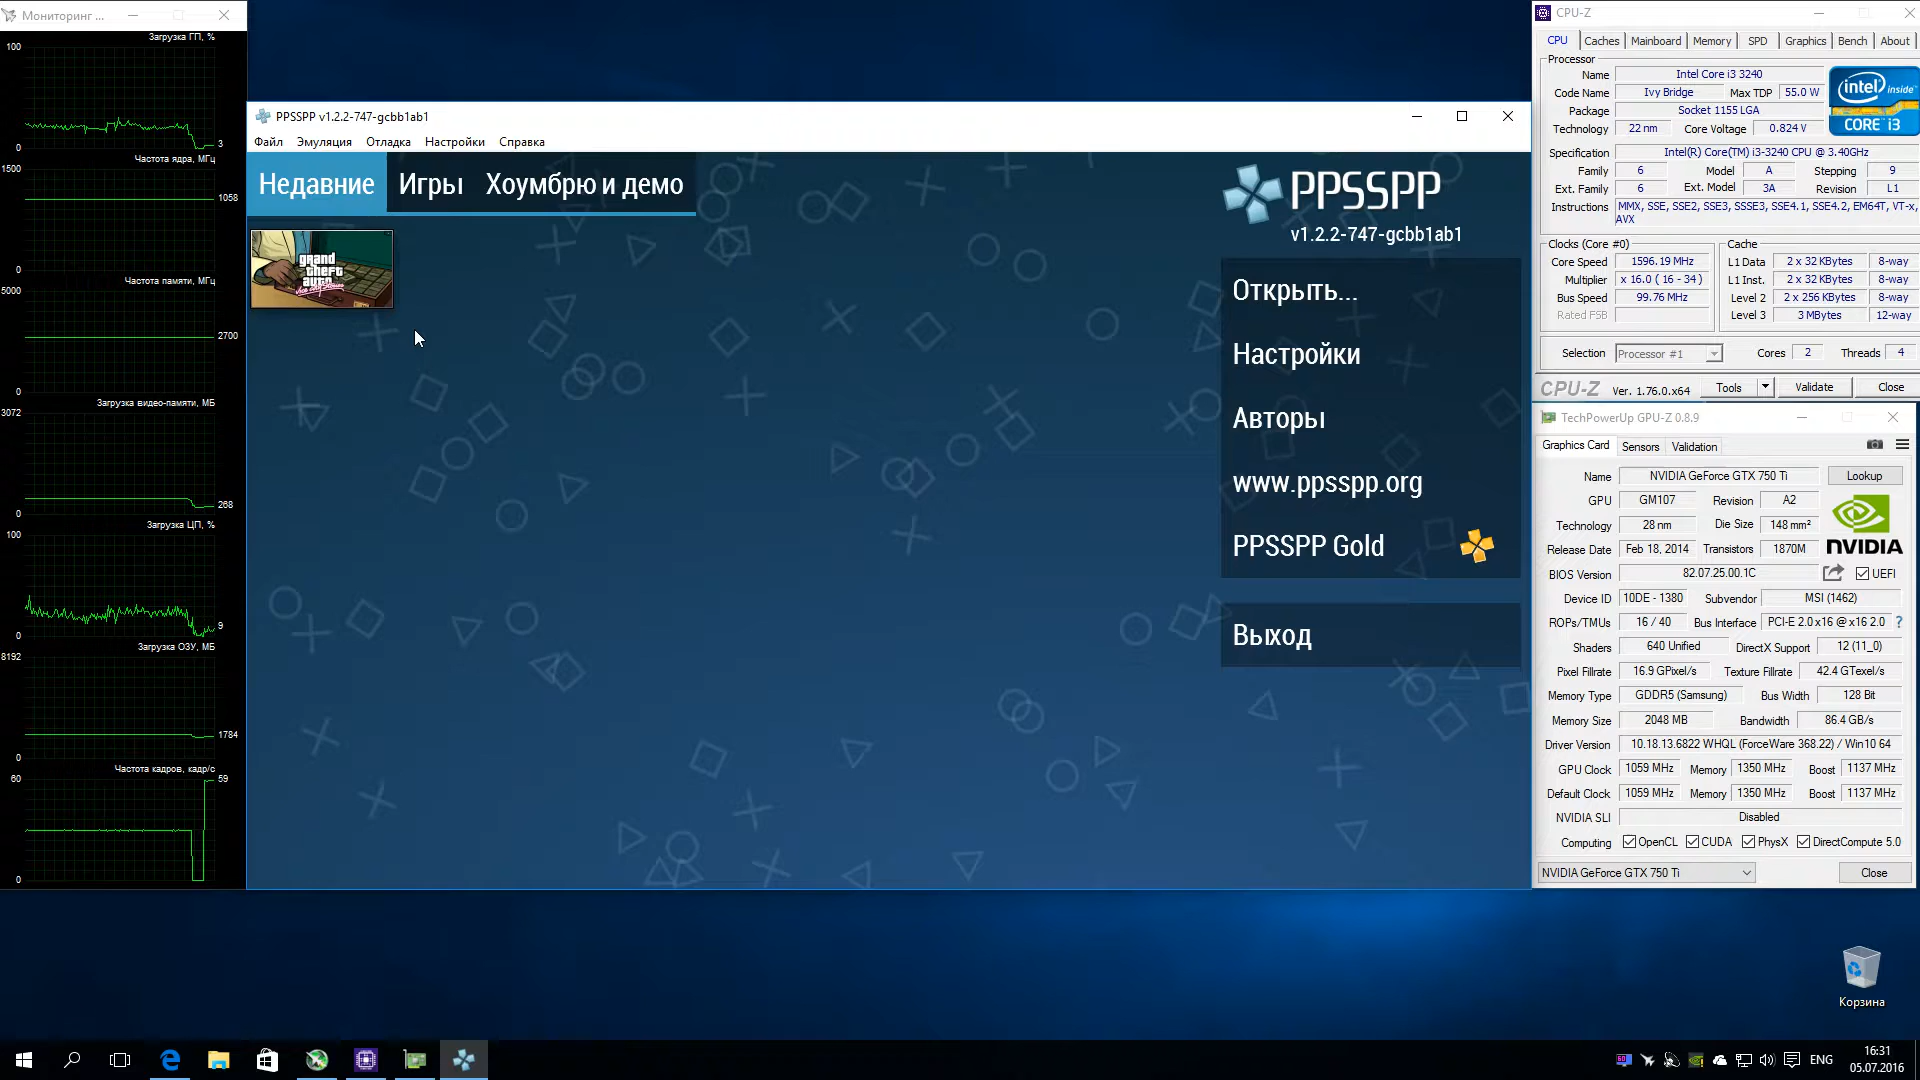 Мониторинг ...
Загрузка ГП, %
100
0
3
Частота ядра, МГц
1500
1058
0
Частота памяти, МГц
5000
2700
0
Загрузка видео-памяти, МБ
3072
268
0
Загрузка ЦП, %
100
9
0
Загрузка ОЗУ, МБ
8192
1784
0
Частота кадров, кадр/с
60
59
0
PPSSPP v1.2.2-747-gcbb1ab1
Файл Эмуляция Отладка Настройки Справка
Недавние Игры Хоумбрю и демо
grand
theft
auto
Vice City Stories
PPSSPP
v1.2.2-747-gcbb1ab1
Открыть...
Настройки
Авторы
www.ppsspp.org
PPSSPP Gold
Выход
CPU-Z
CPU Caches Mainboard Memory SPD Graphics Bench About
Processor
Name Intel Core i3 3240
Code Name Ivy Bridge Max TDP 55.0 W
Package Socket 1155 LGA
Technology 22 nm Core Voltage 0.824 V
intel inside
CORE i3
Specification Intel(R) Core(TM) i3-3240 CPU @ 3.40GHz
Family 6 Model A Stepping 9
Ext. Family 6 Ext. Model 3A Revision L1
Instructions MMX, SSE, SSE2, SSE3, SSSE3, SSE4.1, SSE4.2, EM64T, VT-x,
AVX
Clocks (Core #0) Cache
Core Speed 1596.19 MHz L1 Data 2 x 32 KBytes 8-way
Multiplier x 16.0 ( 16 - 34 ) L1 Inst. 2 x 32 KBytes 8-way
Bus Speed 99.76 MHz Level 2 2 x 256 KBytes 8-way
Rated FSB Level 3 3 MBytes 12-way
Selection Processor #1 Cores 2 Threads 4
CPU-Z Ver. 1.76.0.x64 Tools Validate Close
TechPowerUp GPU-Z 0.8.9
Graphics Card Sensors Validation
Name NVIDIA GeForce GTX 750 Ti Lookup
GPU GM107 Revision A2
Technology 28 nm Die Size 148 mm²
Release Date Feb 18, 2014 Transistors 1870M
NVIDIA
BIOS Version 82.07.25.00.1C UEFI
Device ID 10DE - 1380 Subvendor MSI (1462)
ROPs/TMUs 16 / 40 Bus Interface PCI-E 2.0 x16 @ x16 2.0 ?
Shaders 640 Unified DirectX Support 12 (11_0)
Pixel Fillrate 16.9 GPixel/s Texture Fillrate 42.4 GTexel/s
Memory Type GDDR5 (Samsung) Bus Width 128 Bit
Memory Size 2048 MB Bandwidth 86.4 GB/s
Driver Version 10.18.13.6822 WHQL (ForceWare 368.22) / Win10 64
GPU Clock 1059 MHz Memory 1350 MHz Boost 1137 MHz
Default Clock 1059 MHz Memory 1350 MHz Boost 1137 MHz
NVIDIA SLI Disabled
Computing OpenCL CUDA PhysX DirectCompute 5.0
NVIDIA GeForce GTX 750 Ti Close
Корзина
60
ENG
16:31
05.07.2016